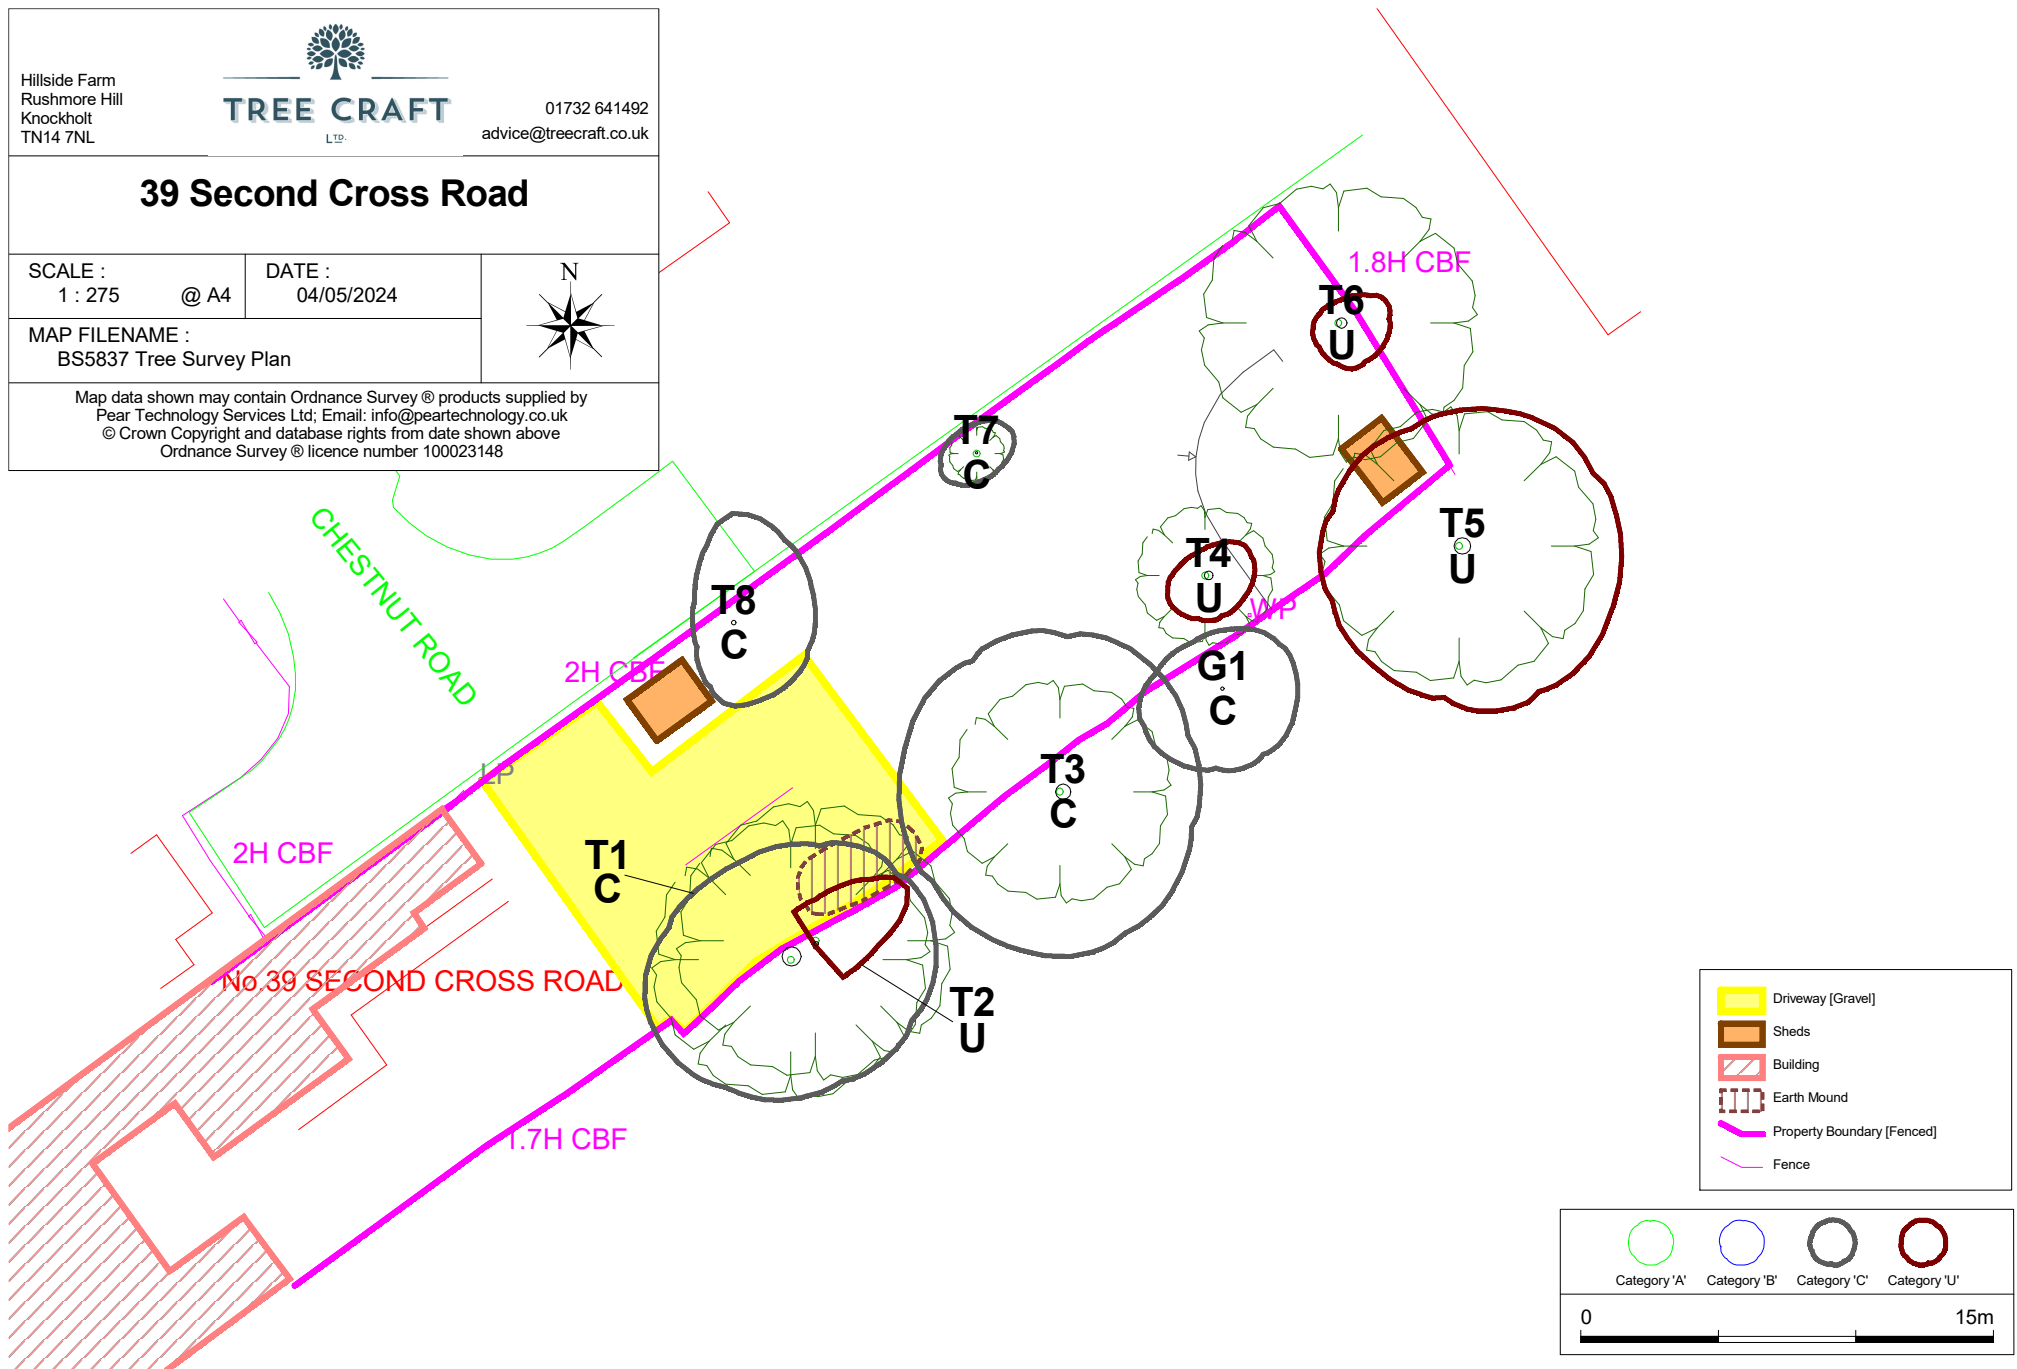 Hillside Farm
Rushmore Hill
Knockholt
TN14 7NL
TREE CRAFT
LTD.
01732 641492
advice@treecraft.co.uk
39 Second Cross Road
SCALE :
1 : 275 @ A4
DATE :
04/05/2024
N
MAP FILENAME :
BS5837 Tree Survey Plan
Map data shown may contain Ordnance Survey ® products supplied by
Pear Technology Services Ltd; Email: info@peartechnology.co.uk
© Crown Copyright and database rights from date shown above
Ordnance Survey ® licence number 100023148
1.8H CBF
T6
U
T7
C
CHESTNUT ROAD
T5
U
T4
U
WP
T8
C
2H CBF
G1
C
LP
T3
C
2H CBF
T1
C
No.39 SECOND CROSS ROAD
T2
U
1.7H CBF
Driveway [Gravel]
Sheds
Building
Earth Mound
Property Boundary [Fenced]
Fence
Category 'A'
Category 'B'
Category 'C'
Category 'U'
0 15m